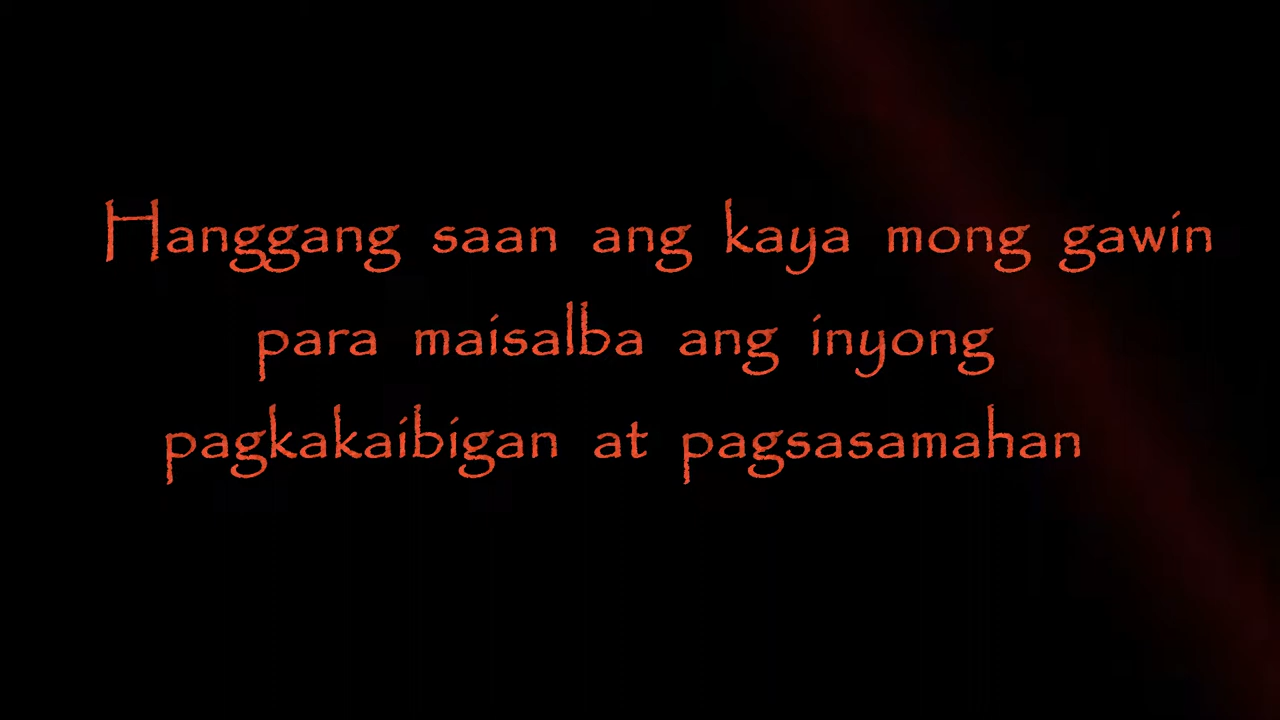 Hanggang saan ang kaya mong gawin
para maisalba ang inyong
pagkakaibigan at pagsasamahan